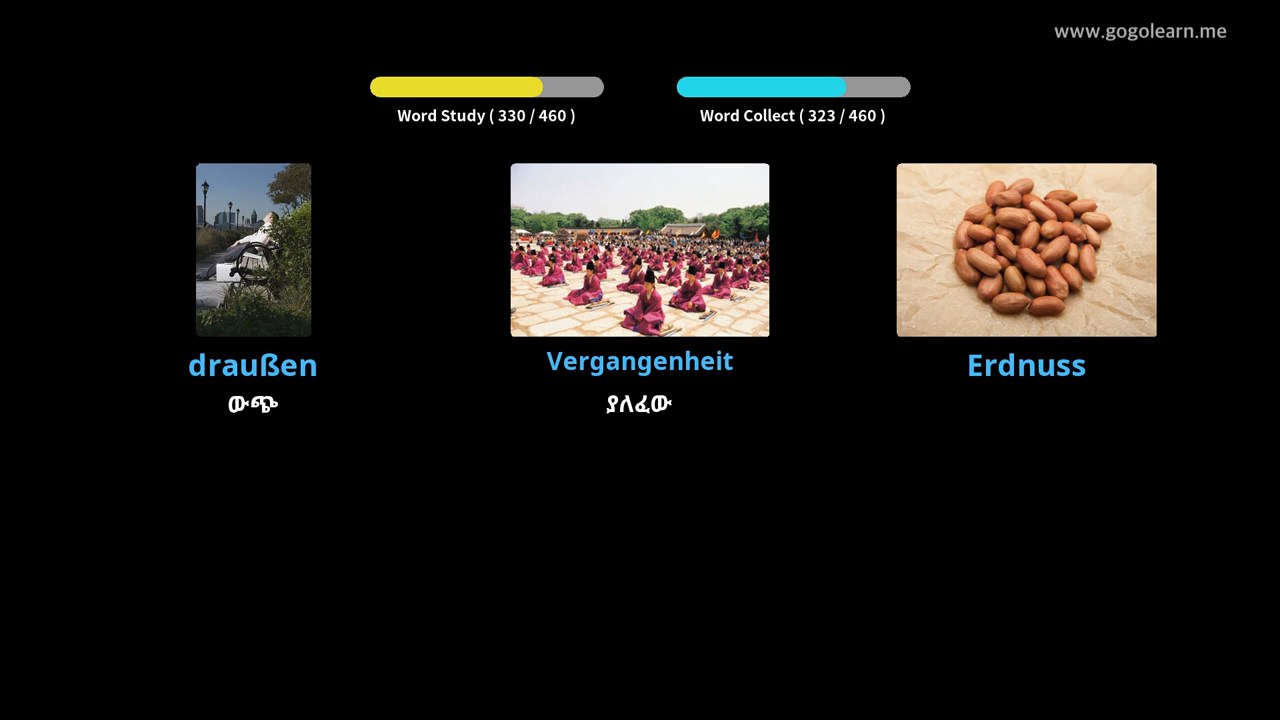 www.gogolearn.me
Word Study ( 330 / 460 )
Word Collect ( 323 / 460 )
draußen
Vergangenheit
Erdnuss
ውጭ
ያለፈው